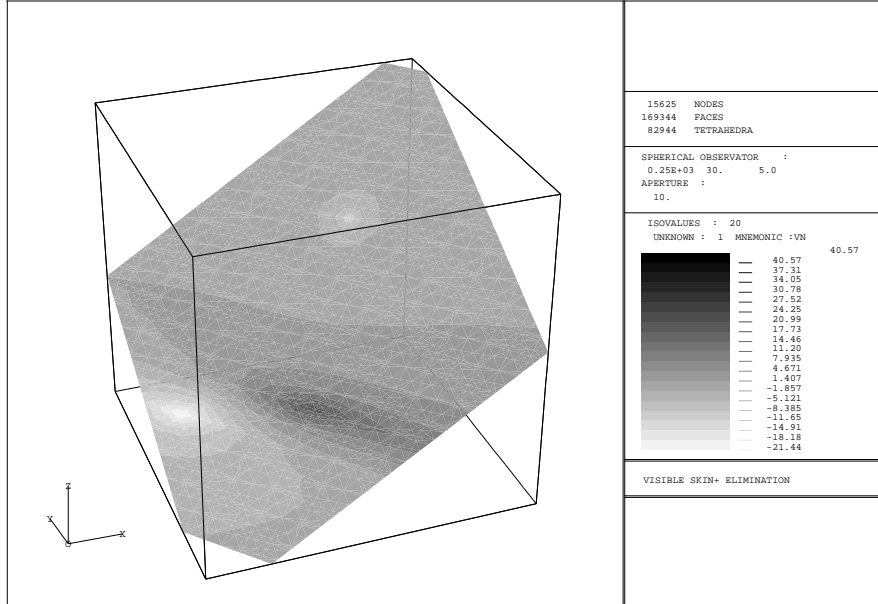 15625 NODES
169344 FACES
82944 TETRAHEDRA
SPHERICAL OBSERVATOR :
0.25E+03 30. 5.0
APERTURE :
10.
ISOVALUES : 20
UNKNOWN : 1 MNEMONIC :VN
40.57
40.57
37.31
34.05
30.78
27.52
24.25
20.99
17.73
14.46
11.20
7.935
4.671
1.407
-1.857
-5.121
-8.385
-11.65
-14.91
-18.18
-21.44
VISIBLE SKIN+ ELIMINATION
Z
Y
X